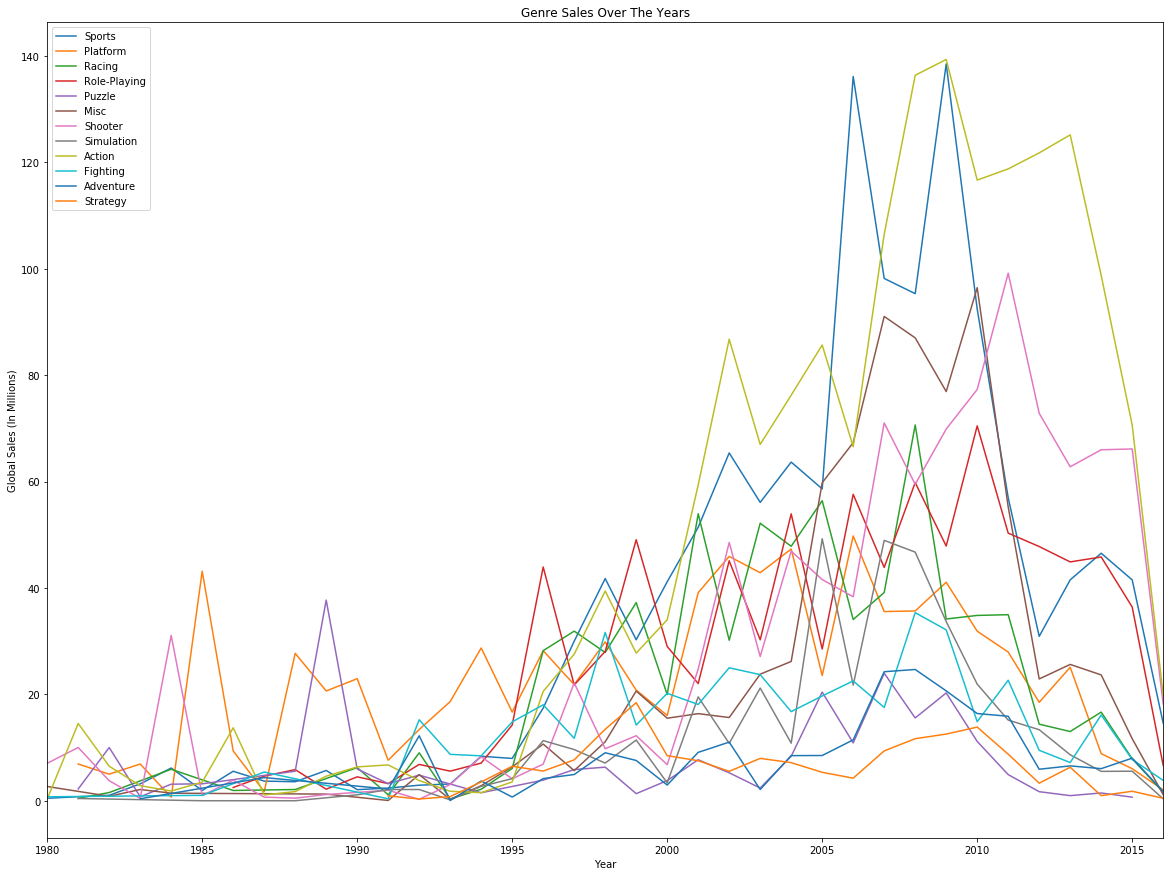 Genre Sales Over The Years
Sports
Platform
Racing
Role-Playing
Puzzle
Misc
Shooter
Simulation
Action
Fighting
Adventure
Strategy
140
120
100
80
60
40
20
0
Global Sales (In Millions)
1980 1985 1990 1995 2000 2005 2010 2015
Year